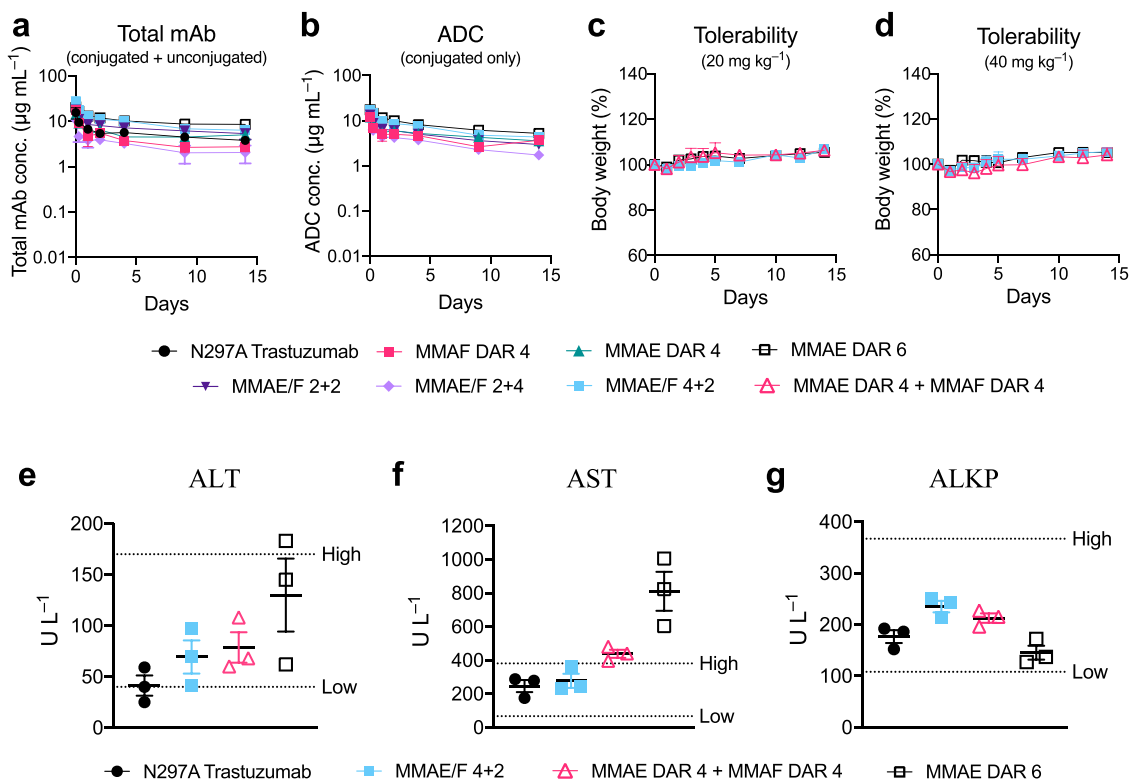 a
Total mAb
(conjugated + unconjugated)
Total mAb conc. (µg mL⁻¹)
100
10
1
0.1
0.01
0 5 10 15
Days
b
ADC
(conjugated only)
ADC conc. (µg mL⁻¹)
100
10
1
0.1
0.01
0 5 10 15
Days
c
Tolerability
(20 mg kg⁻¹)
Body weight (%)
140
120
100
80
60
0 5 10 15
Days
d
Tolerability
(40 mg kg⁻¹)
Body weight (%)
140
120
100
80
60
0 5 10 15
Days
N297A Trastuzumab
MMAF DAR 4
MMAE DAR 4
MMAE DAR 6
MMAE/F 2+2
MMAE/F 2+4
MMAE/F 4+2
MMAE DAR 4 + MMAF DAR 4
e
ALT
U L⁻¹
200
150
100
50
0
High
Low
f
AST
U L⁻¹
1200
1000
800
600
400
200
0
High
Low
g
ALKP
U L⁻¹
400
300
200
100
0
High
Low
N297A Trastuzumab
MMAE/F 4+2
MMAE DAR 4 + MMAF DAR 4
MMAE DAR 6